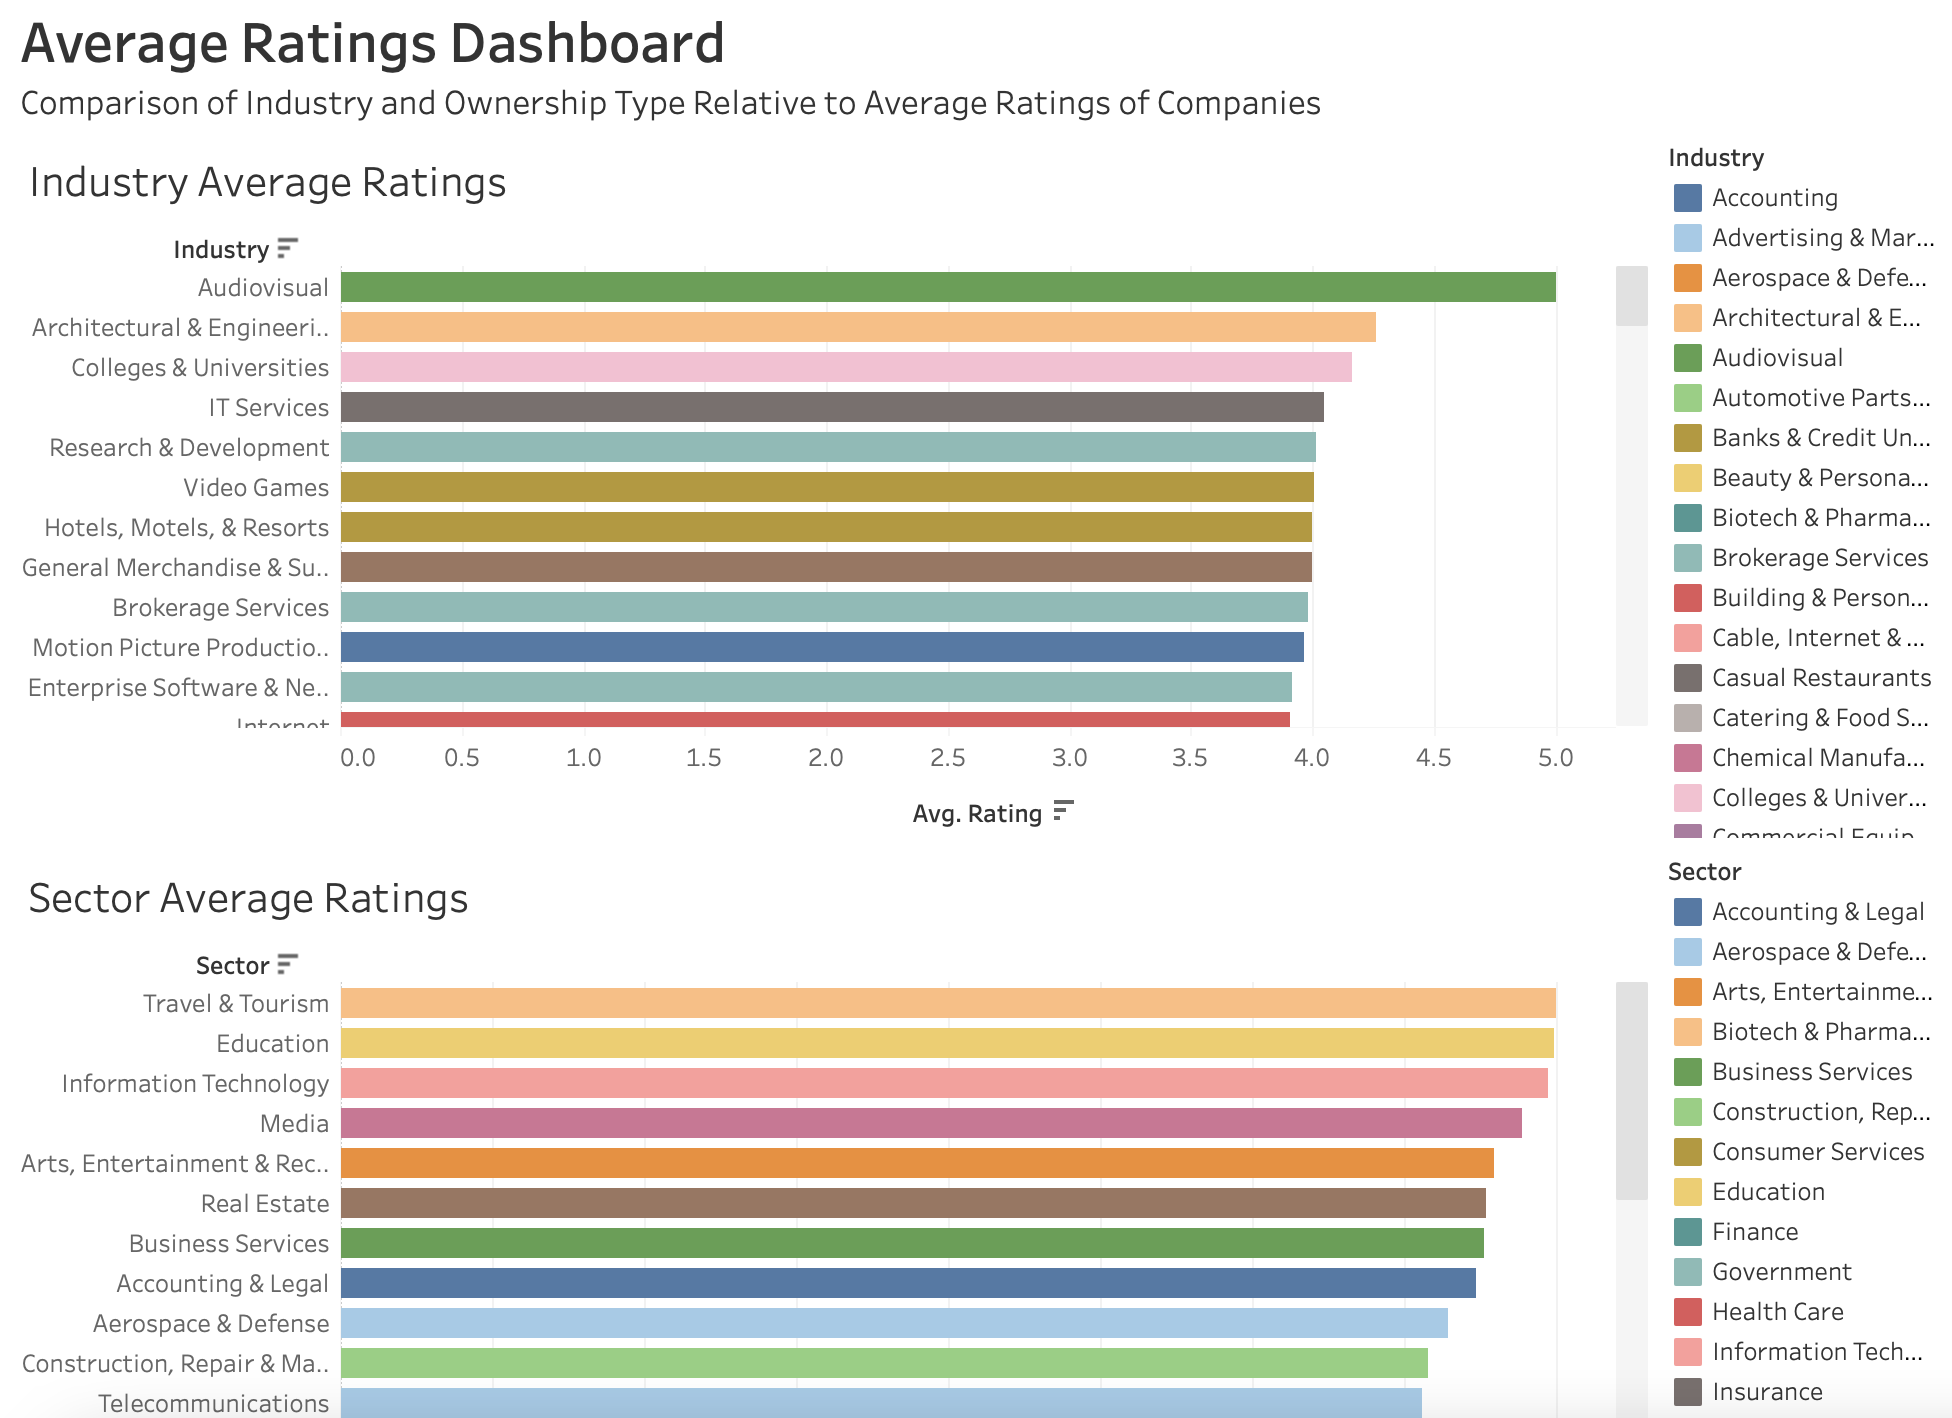 Average Ratings Dashboard
Comparison of Industry and Ownership Type Relative to Average Ratings of Companies
Industry Average Ratings
Industry
Audiovisual
Architectural & Engineeri..
Colleges & Universities
IT Services
Research & Development
Video Games
Hotels, Motels, & Resorts
General Merchandise & Su..
Brokerage Services
Motion Picture Productio..
Enterprise Software & Ne..
Internet
0.0 0.5 1.0 1.5 2.0 2.5 3.0 3.5 4.0 4.5 5.0
Avg. Rating
Industry
Accounting
Advertising & Mar...
Aerospace & Defe...
Architectural & E...
Audiovisual
Automotive Parts...
Banks & Credit Un...
Beauty & Persona...
Biotech & Pharma...
Brokerage Services
Building & Person...
Cable, Internet & ...
Casual Restaurants
Catering & Food S...
Chemical Manufa...
Colleges & Univer...
Commercial Equip...
Sector Average Ratings
Sector
Travel & Tourism
Education
Information Technology
Media
Arts, Entertainment & Rec..
Real Estate
Business Services
Accounting & Legal
Aerospace & Defense
Construction, Repair & Ma..
Telecommunications
Sector
Accounting & Legal
Aerospace & Defe...
Arts, Entertainme...
Biotech & Pharma...
Business Services
Construction, Rep...
Consumer Services
Education
Finance
Government
Health Care
Information Tech...
Insurance